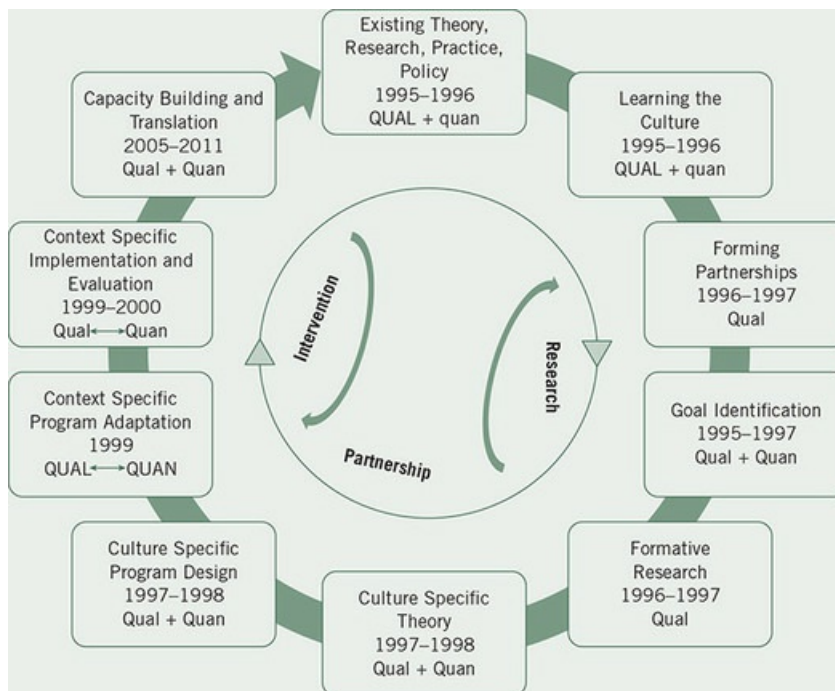 Existing Theory,
Research, Practice,
Policy
1995–1996
QUAL + quan
Learning the
Culture
1995–1996
QUAL + quan
Forming
Partnerships
1996–1997
Qual
Goal Identification
1995–1997
Qual + Quan
Formative
Research
1996–1997
Qual
Culture Specific
Theory
1997–1998
Qual + Quan
Culture Specific
Program Design
1997–1998
Qual + Quan
Context Specific
Program Adaptation
1999
QUAL↔QUAN
Context Specific
Implementation and
Evaluation
1999–2000
Qual↔Quan
Capacity Building and
Translation
2005–2011
Qual + Quan
Intervention
Research
Partnership